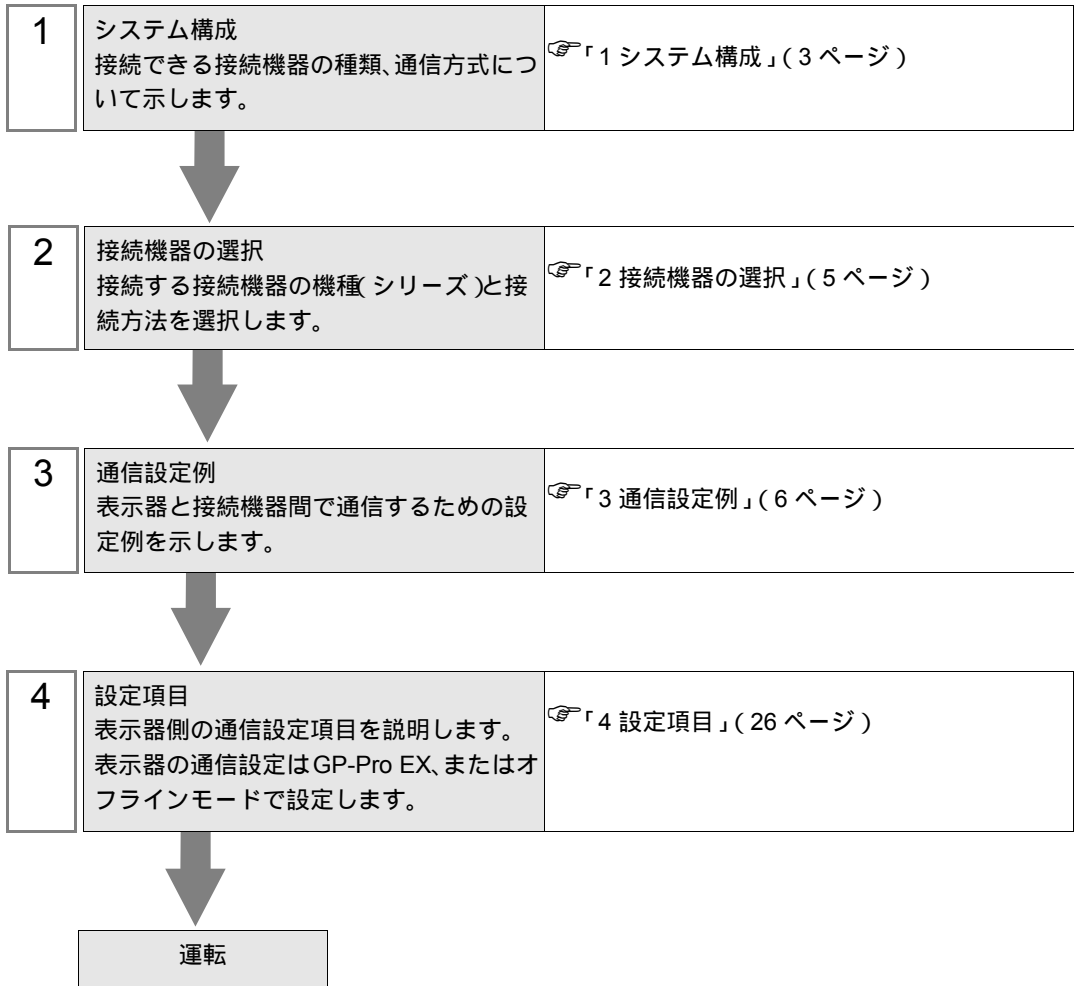 1
システム構成
接続できる接続機器の種類、通信方式につ
いて示します。
☞「1 システム構成」(3 ページ)
2
接続機器の選択
接続する接続機器の機種(シリーズ)と接
続方法を選択します。
☞「2 接続機器の選択」(5 ページ)
3
通信設定例
表示器と接続機器間で通信するための設
定例を示します。
☞「3 通信設定例」(6 ページ)
4
設定項目
表示器側の通信設定項目を説明します。
表示器の通信設定はGP-Pro EX、またはオ
フラインモードで設定します。
☞「4 設定項目」(26 ページ)
運転